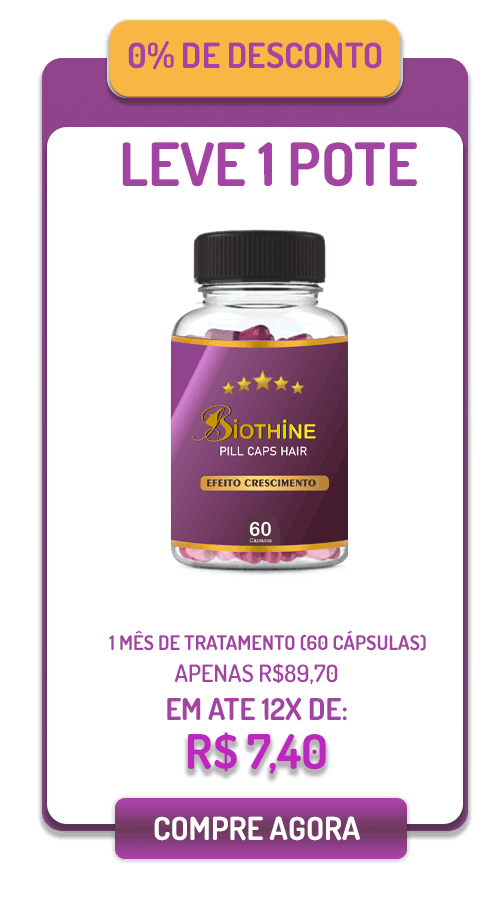 0% DE DESCONTO
LEVE 1 POTE
BIOTHINE
PILL CAPS HAIR
EFEITO CRESCIMENTO
60
Cápsulas
1 MÊS DE TRATAMENTO (60 CÁPSULAS)
APENAS R$89,70
EM ATE 12X DE:
R$ 7,40
COMPRE AGORA